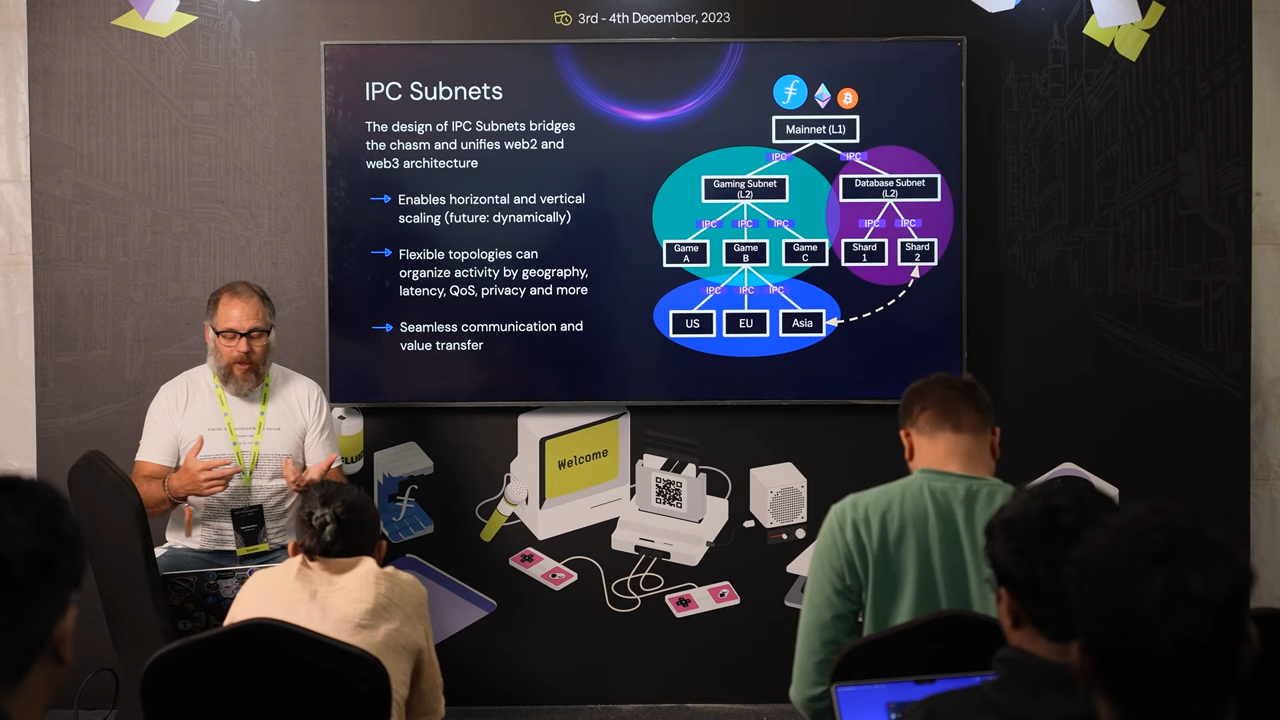 3rd - 4th December, 2023
IPC Subnets
The design of IPC Subnets bridges
the chasm and unifies web2 and
web3 architecture
Enables horizontal and vertical
scaling (future: dynamically)
Flexible topologies can
organize activity by geography,
latency, QoS, privacy and more
Seamless communication and
value transfer
Mainnet (L1)
IPC IPC
Gaming Subnet
(L2)
Database Subnet
(L2)
IPC IPC IPC
IPC IPC
Game
A
Game
B
Game
C
Shard
1
Shard
2
IPC IPC IPC
US EU Asia
Welcome